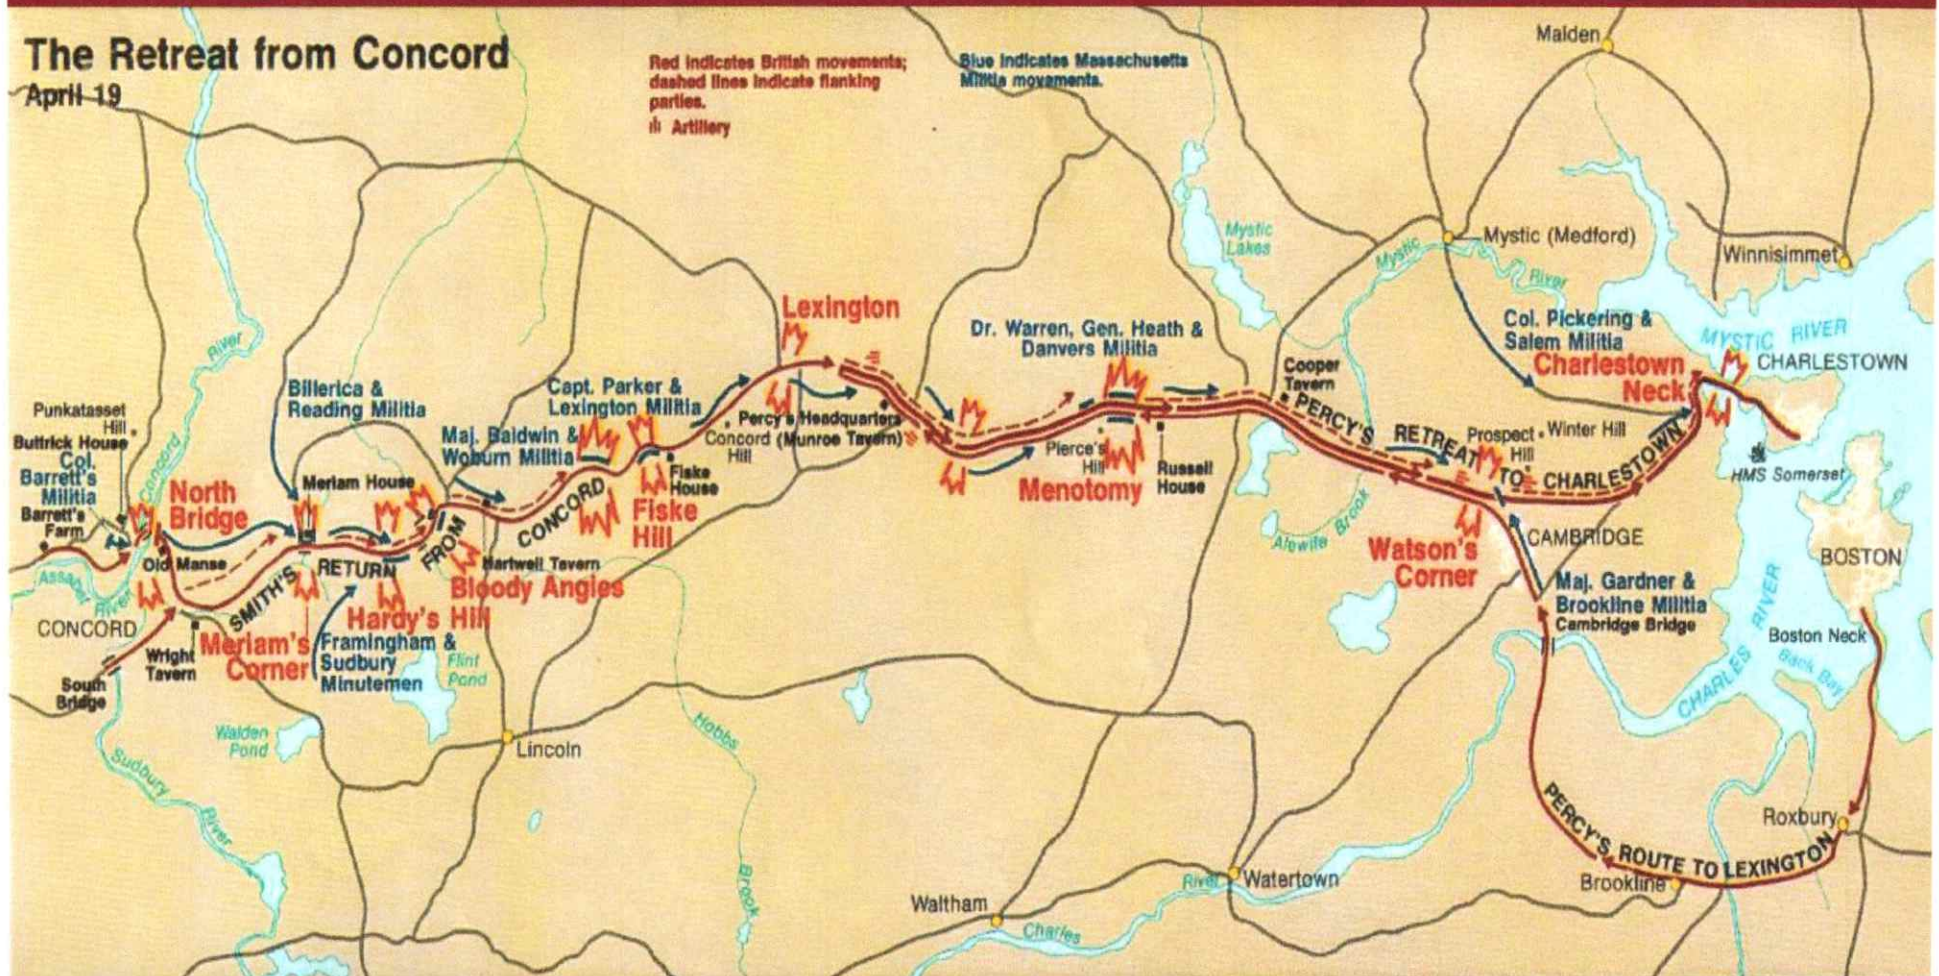 The Retreat from Concord
April 19
Red indicates British movements;
dashed lines indicate flanking
parties.
Artillery
Blue indicates Massachusetts
Militia movements.
Malden
Mystic (Medford)
Winnisimmet
Mystic
Lakes
Mystic
River
MYSTIC RIVER
CHARLESTOWN
Col. Pickering &
Salem Militia
Charlestown
Neck
Lexington
Dr. Warren, Gen. Heath &
Danvers Militia
Cooper
Tavern
Billerica &
Reading Militia
Capt. Parker &
Lexington Militia
Percy's Headquarters
(Munroe Tavern)
Concord
Hill
Maj. Baldwin &
Woburn Militia
Punkatasset
Hill
Buttrick House
Col.
Barrett's
Militia
Barrett's
Farm
River
Concord
North
Bridge
Meriam House
Fiske
House
Fiske
Hill
Pierce's
Hill
Menotomy
Russell
House
PERCY'S RETREAT TO CHARLESTOWN
Prospect
Hill
Winter Hill
HMS Somerset
Old Manse
Assabet
River
CONCORD
SMITH'S RETURN FROM CONCORD
Hartwell Tavern
Bloody Angles
Hardy's Hill
Alewife Brook
Watson's
Corner
CAMBRIDGE
BOSTON
Maj. Gardner &
Brookline Militia
Cambridge Bridge
CHARLES RIVER
Boston Neck
Back Bay
South
Bridge
Wright
Tavern
Meriam's
Corner
Framingham &
Sudbury
Minutemen
Flint
Pond
Walden
Pond
Lincoln
Hobbs
Brook
Sudbury
River
PERCY'S ROUTE TO LEXINGTON
Roxbury
Brookline
Watertown
River
Waltham
Charles